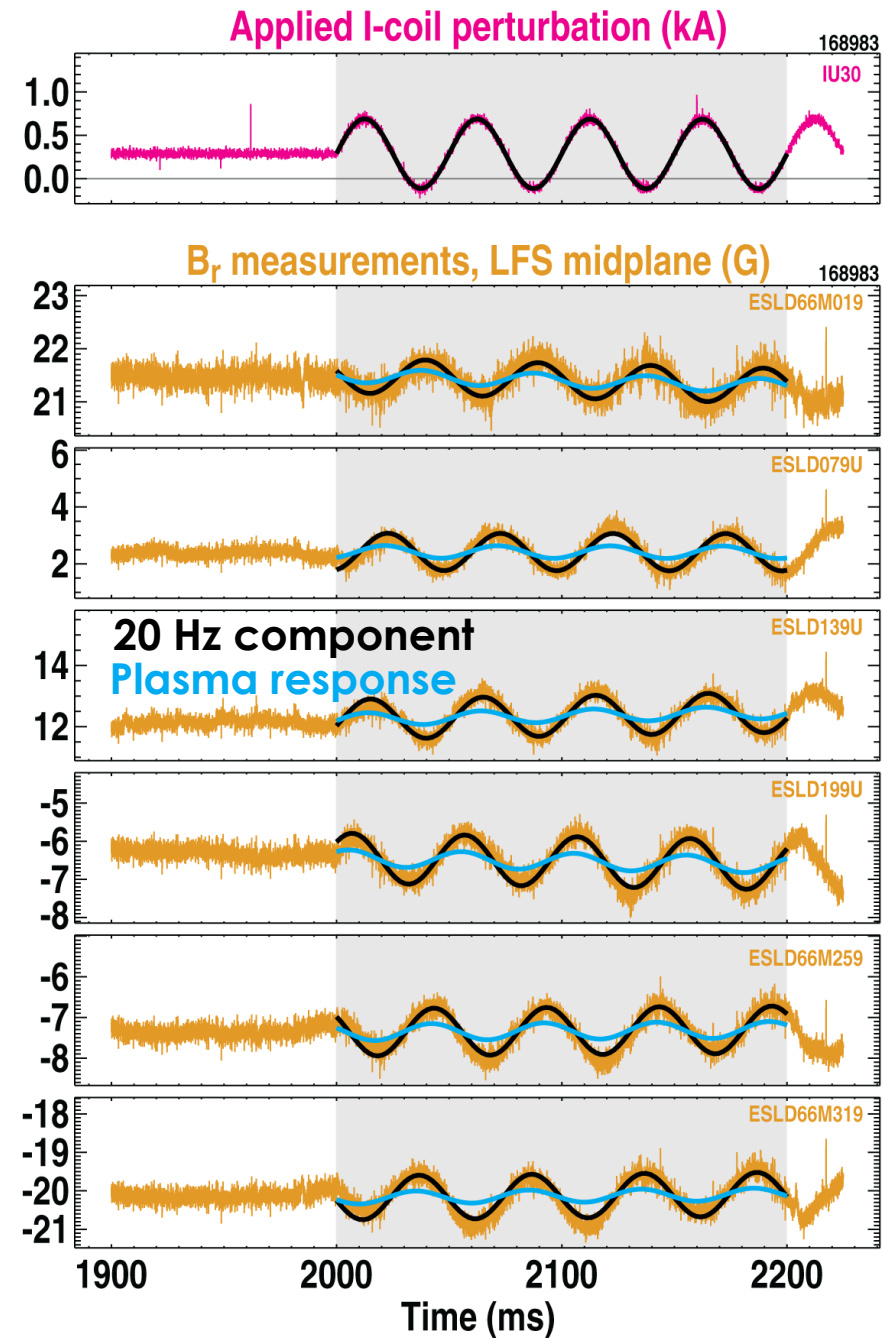 Applied I-coil perturbation (kA)
168983
IU30
1.0
0.5
0.0
Br measurements, LFS midplane (G)
168983
ESLD66M019
23
22
21
ESLD079U
6
4
2
ESLD139U
20 Hz component
Plasma response
14
12
ESLD199U
-5
-6
-7
-8
ESLD66M259
-6
-7
-8
ESLD66M319
-18
-19
-20
-21
1900 2000 2100 2200
Time (ms)